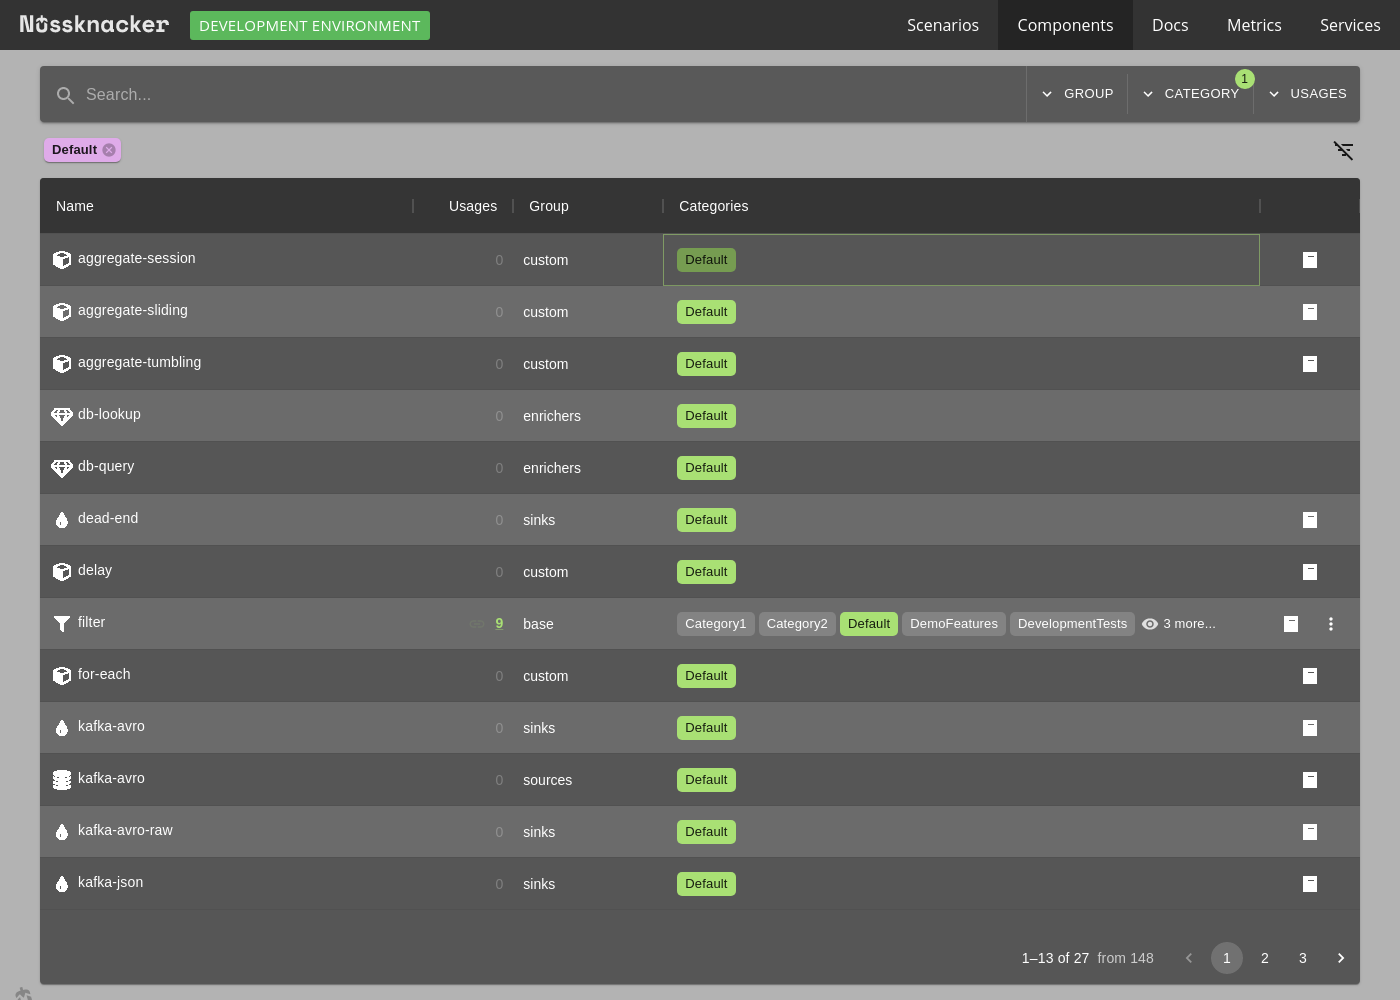 Nussknacker DEVELOPMENT ENVIRONMENT Scenarios Components Docs Metrics Services
Search... GROUP CATEGORY 1 USAGES
Default
Name Usages Group Categories
aggregate-session 0 custom Default
aggregate-sliding 0 custom Default
aggregate-tumbling 0 custom Default
db-lookup 0 enrichers Default
db-query 0 enrichers Default
dead-end 0 sinks Default
delay 0 custom Default
filter 9 base Category1 Category2 Default DemoFeatures DevelopmentTests 3 more...
for-each 0 custom Default
kafka-avro 0 sinks Default
kafka-avro 0 sources Default
kafka-avro-raw 0 sinks Default
kafka-json 0 sinks Default
1–13 of 27 from 148 1 2 3